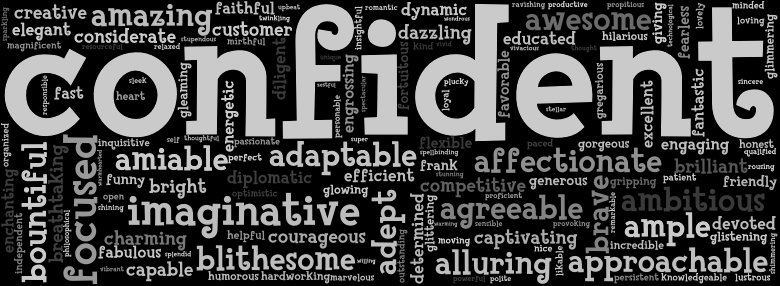 sparkling
creative
amazing
faithful
upbeat
twinkling
romantic
insightful
dynamic
wondrous
ravishing
productive
propitious
awesome
giving
technological
fearless
lovely
minded
loving
glimmering
elegant
considerate
customer
dazzling
educated
hilarious
magnificent
resourceful
relaxed
stupendous
mirthful
diligent
unique
engrossing
spectacular
fortuitous
kind
vivid
vivacious
thought
favorable
confident
responsible
fast
sleek
heart
gleaming
energetic
zestful
personable
loyal
plucky
stellar
gregarious
excellent
fantastic
sincere
organized
inquisitive
self
thoughtful
passionate
super
flexible
paced
gorgeous
engaging
honest
qualified
enchanting
bountiful
breathtaking
focused
warmhearted
amiable
perfect
adaptable
spellbinding
frank
stunning
affectionate
brilliant
rousing
funny
bright
diplomatic
efficient
competitive
generous
gripping
patient
friendly
open
shining
optimistic
glowing
proficient
brave
remarkable
ambitious
independent
philosophical
imaginative
adept
determined
glittering
agreeable
ample
devoted
charming
helpful
courageous
outstanding
warming
sensible
provoking
moving
captivating
nice
likable
incredible
glistening
fabulous
splendid
blithesome
willing
alluring
approachable
shimmering
vibrant
capable
humorous
hardworking
marvelous
powerful
polite
persistent
knowledgeable
lustrous